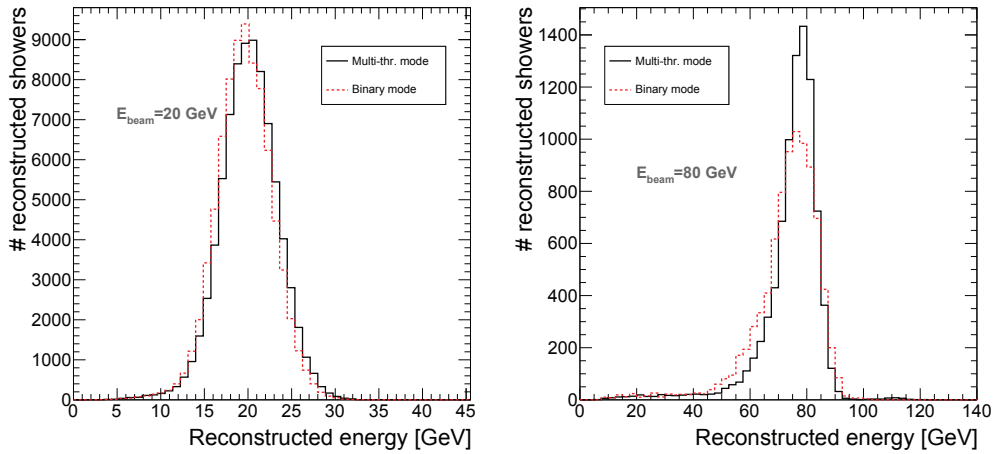 # reconstructed showers
9000
8000
7000
6000
5000
4000
3000
2000
1000
0
Multi-thr. mode
Binary mode
E_beam=20 GeV
0 5 10 15 20 25 30 35 40 45
Reconstructed energy [GeV]
# reconstructed showers
1400
1200
1000
800
600
400
200
0
Multi-thr. mode
Binary mode
E_beam=80 GeV
0 20 40 60 80 100 120 140
Reconstructed energy [GeV]